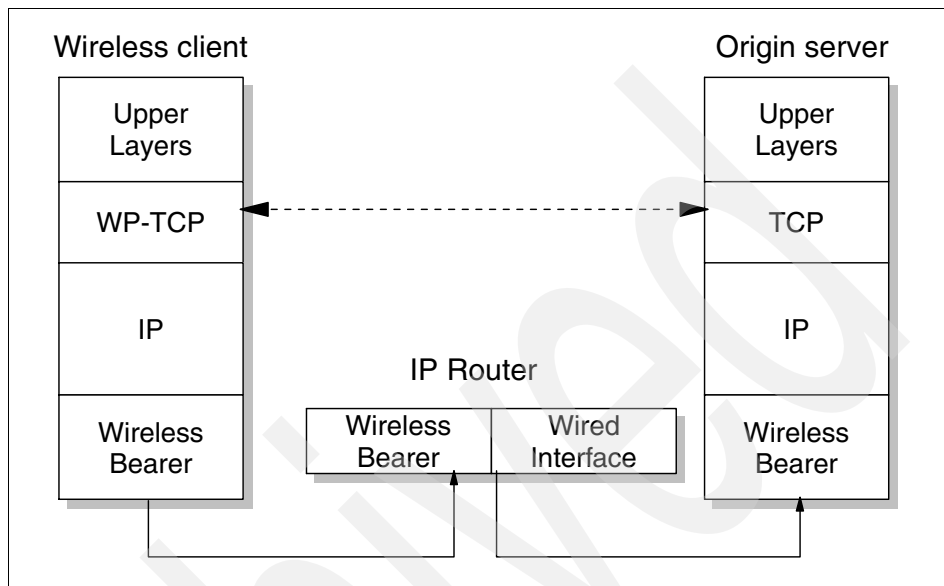 Wireless client
Origin server
Upper
Layers
WP-TCP
IP
Wireless
Bearer
IP Router
Wireless
Bearer
Wired
Interface
Upper
Layers
TCP
IP
Wireless
Bearer